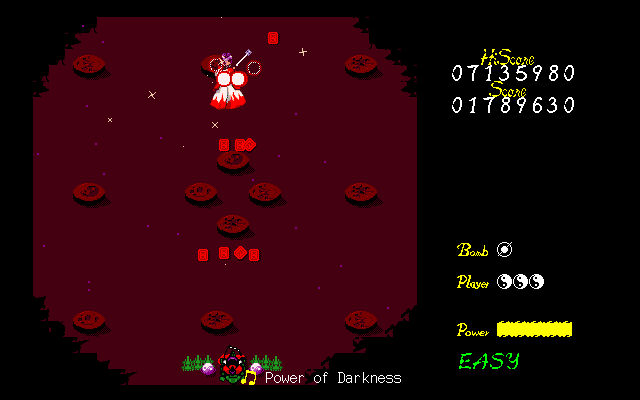 HiScore
07135980
Score
01789630
Bomb
Player
Power
EASY
Power of Darkness